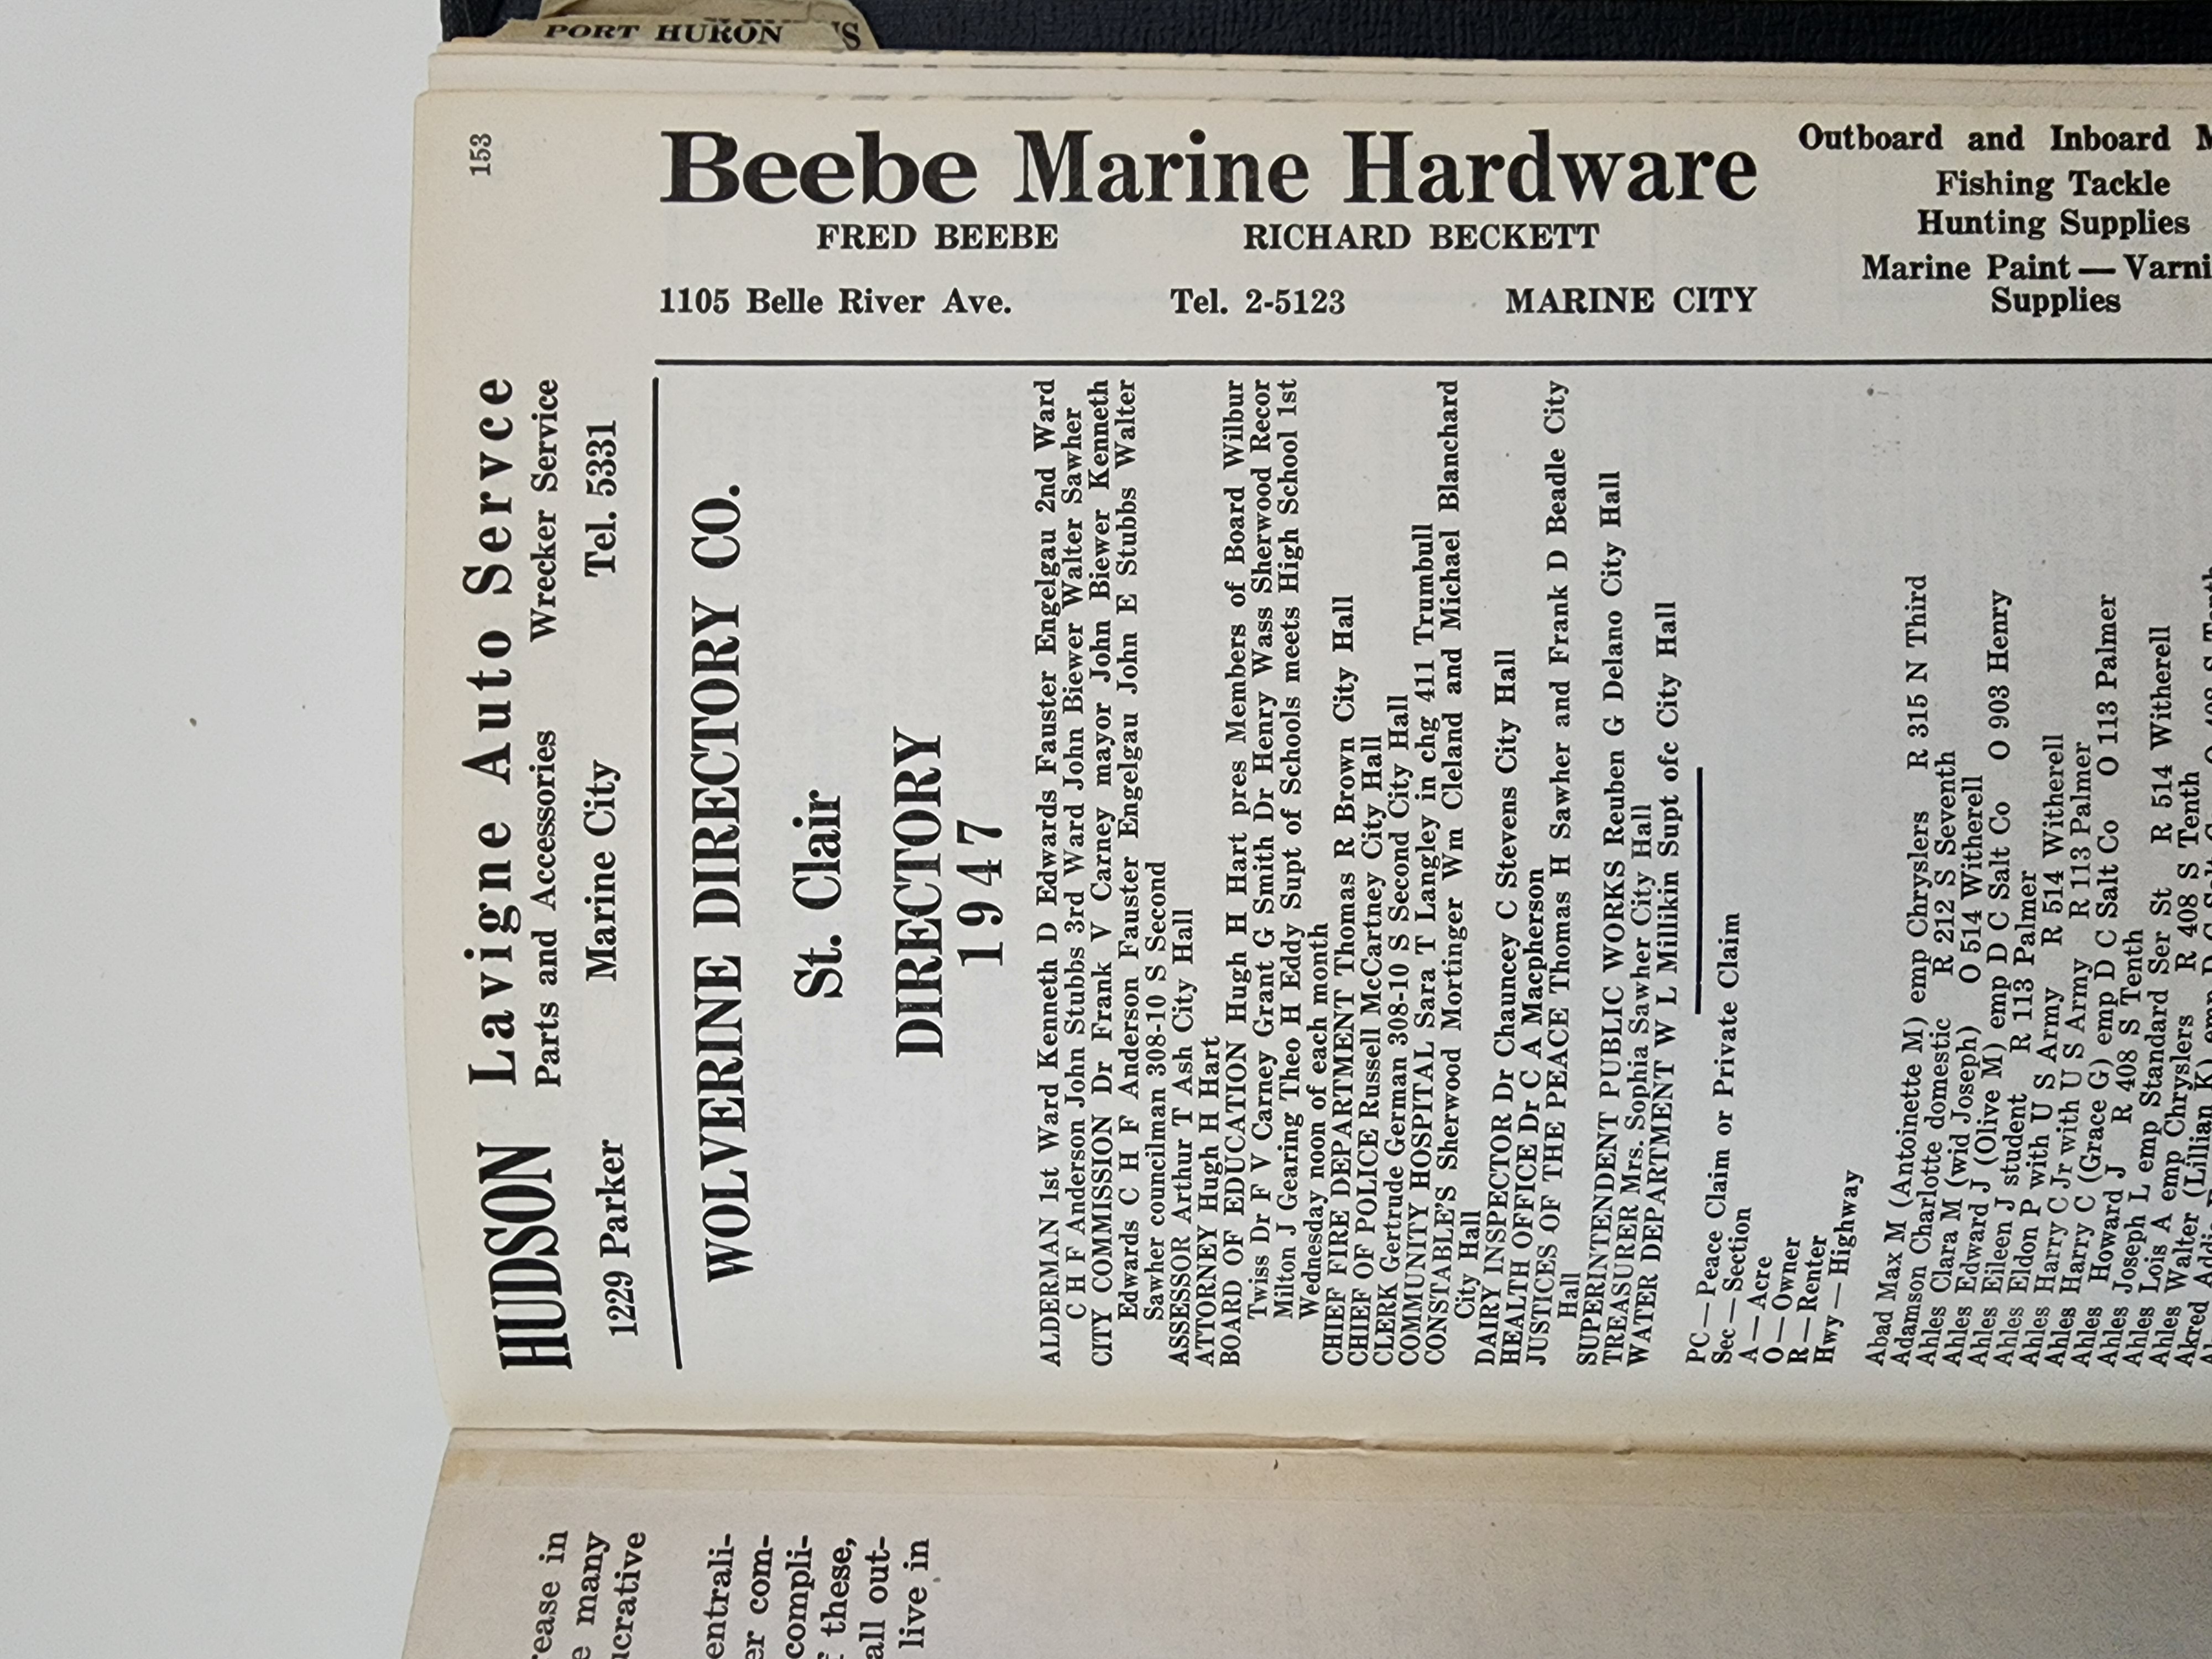 PORT HURON
153
HUDSON Lavigne Auto Servce
Parts and Accessories Wrecker Service
1229 Parker Marine City Tel. 5331
Beebe Marine Hardware
FRED BEEBE RICHARD BECKETT
1105 Belle River Ave. Tel. 2-5123 MARINE CITY
Outboard and Inboard
Fishing Tackle
Hunting Supplies
Marine Paint — Varni
Supplies
WOLVERINE DIRECTORY CO.
St. Clair
DIRECTORY
1947
ALDERMAN 1st Ward Kenneth D Edwards Fauster Engelgau 2nd Ward
C H F Anderson John Stubbs 3rd Ward John Biewer Walter Sawher
CITY COMMISSION Dr Frank V Carney mayor John Biewer Kenneth
Edwards C H F Anderson Fauster Engelgau John E Stubbs Walter
Sawher councilman 308-10 S Second
ASSESSOR Arthur T Ash City Hall
ATTORNEY Hugh H Hart
BOARD OF EDUCATION Hugh H Hart pres Members of Board Wilbur
Twiss Dr F V Carney Grant G Smith Dr Henry Wass Sherwood Recor
Milton J Gearing Theo H Eddy Supt of Schools meets High School 1st
Wednesday noon of each month
CHIEF FIRE DEPARTMENT Thomas R Brown City Hall
CHIEF OF POLICE Russell McCartney City Hall
CLERK Gertrude German 308-10 S Second City Hall
COMMUNITY HOSPITAL Sara T Langley in chg 411 Trumbull
CONSTABLE'S Sherwood Mortinger Wm Cleland and Michael Blanchard
City Hall
DAIRY INSPECTOR Dr Chauncey C Stevens City Hall
HEALTH OFFICE Dr C A Macpherson
JUSTICES OF THE PEACE Thomas H Sawher and Frank D Beadle City
Hall
SUPERINTENDENT PUBLIC WORKS Reuben G Delano City Hall
TREASURER Mrs. Sophia Sawher City Hall
WATER DEPARTMENT W L Millikin Supt ofc City Hall
PC—Peace Claim or Private Claim
Sec—Section
A—Acre
O—Owner
R—Renter
Hwy—Highway
Abad Max M (Antoinette M) emp Chryslers R 315 N Third
Adamson Charlotte domestic R 212 S Seventh
Ahles Clara M (wid Joseph) O 514 Witherell
Ahles Edward J (Olive M) emp D C Salt Co O 903 Henry
Ahles Eileen J student R 113 Palmer
Ahles Eldon P with U S Army R 514 Witherell
Ahles Harry C Jr with U S Army R 113 Palmer
Ahles Harry C (Grace G) emp D C Salt Co O 113 Palmer
Ahles Howard J R 408 S Tenth
Ahles Joseph L emp Standard Ser St R 514 Witherell
Ahles Lois A emp Chryslers R 408 S Tenth
Ahles Walter (Lillian K) emp
Akred Addie
rease in
many
ucrative
entrali-
er com-
compli-
these,
all out-
live in